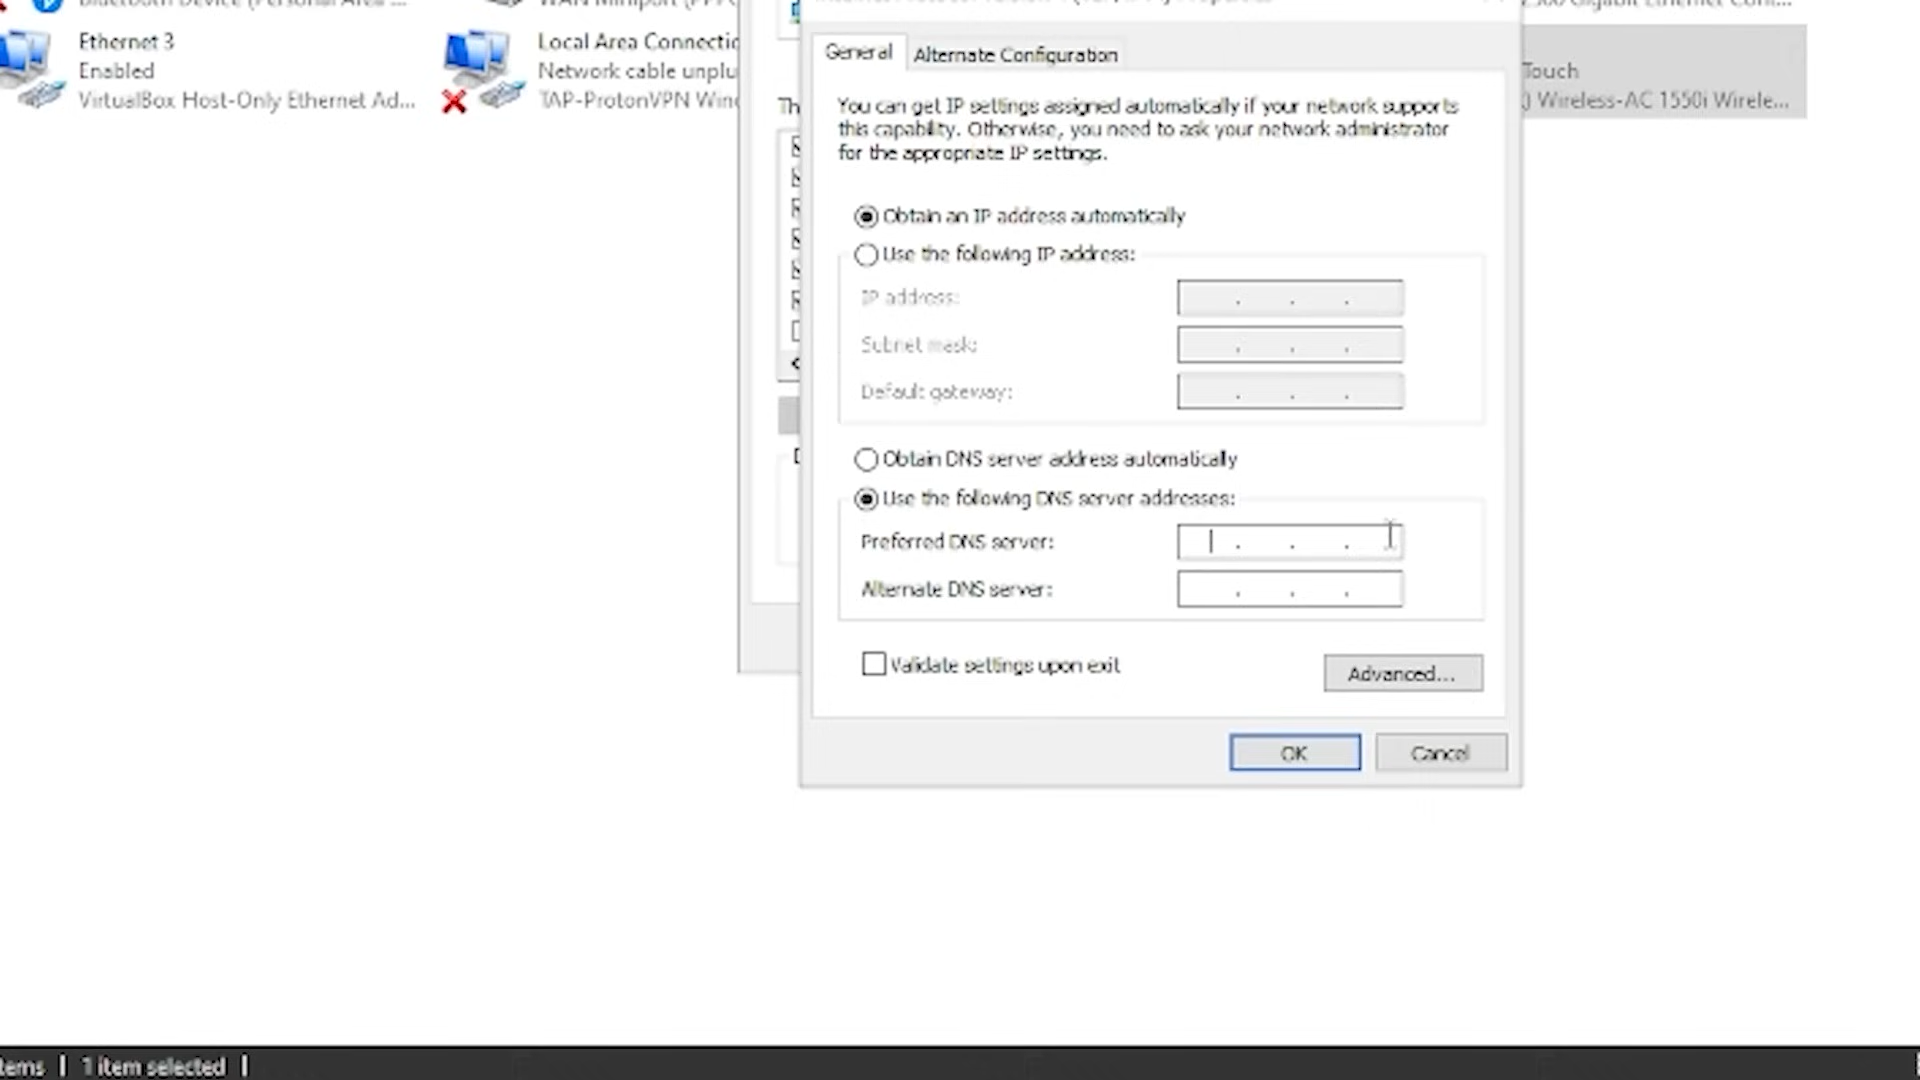 Ethernet 3
Enabled
VirtualBox Host-Only Ethernet Ad...
Local Area Connectio
Network cable unplu
TAP-ProtonVPN Winc
Touch
) Wireless-AC 1550i Wirele...
Th
General
Alternate Configuration
You can get IP settings assigned automatically if your network supports
this capability. Otherwise, you need to ask your network administrator
for the appropriate IP settings.
Obtain an IP address automatically
Use the following IP address:
IP address:
Subnet mask:
Default gateway:
Obtain DNS server address automatically
Use the following DNS server addresses:
Preferred DNS server:
Alternate DNS server:
Validate settings upon exit
Advanced...
OK
Cancel
tems
1 item selected